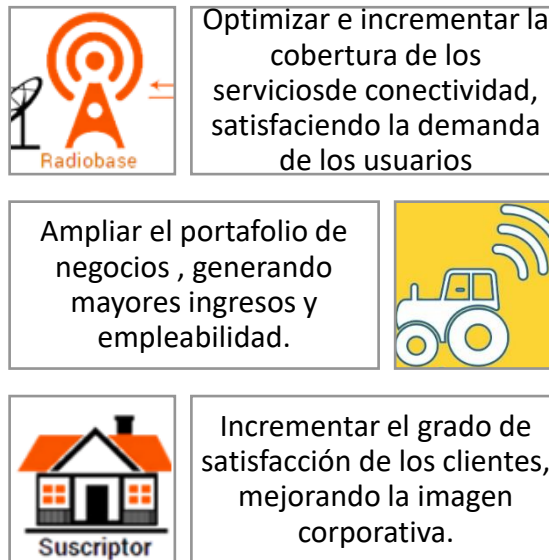 Radiobase
Optimizar e incrementar la
cobertura de los
serviciosde conectividad,
satisfaciendo la demanda
de los usuarios
Ampliar el portafolio de
negocios , generando
mayores ingresos y
empleabilidad.
Suscriptor
Incrementar el grado de
satisfacción de los clientes,
mejorando la imagen
corporativa.